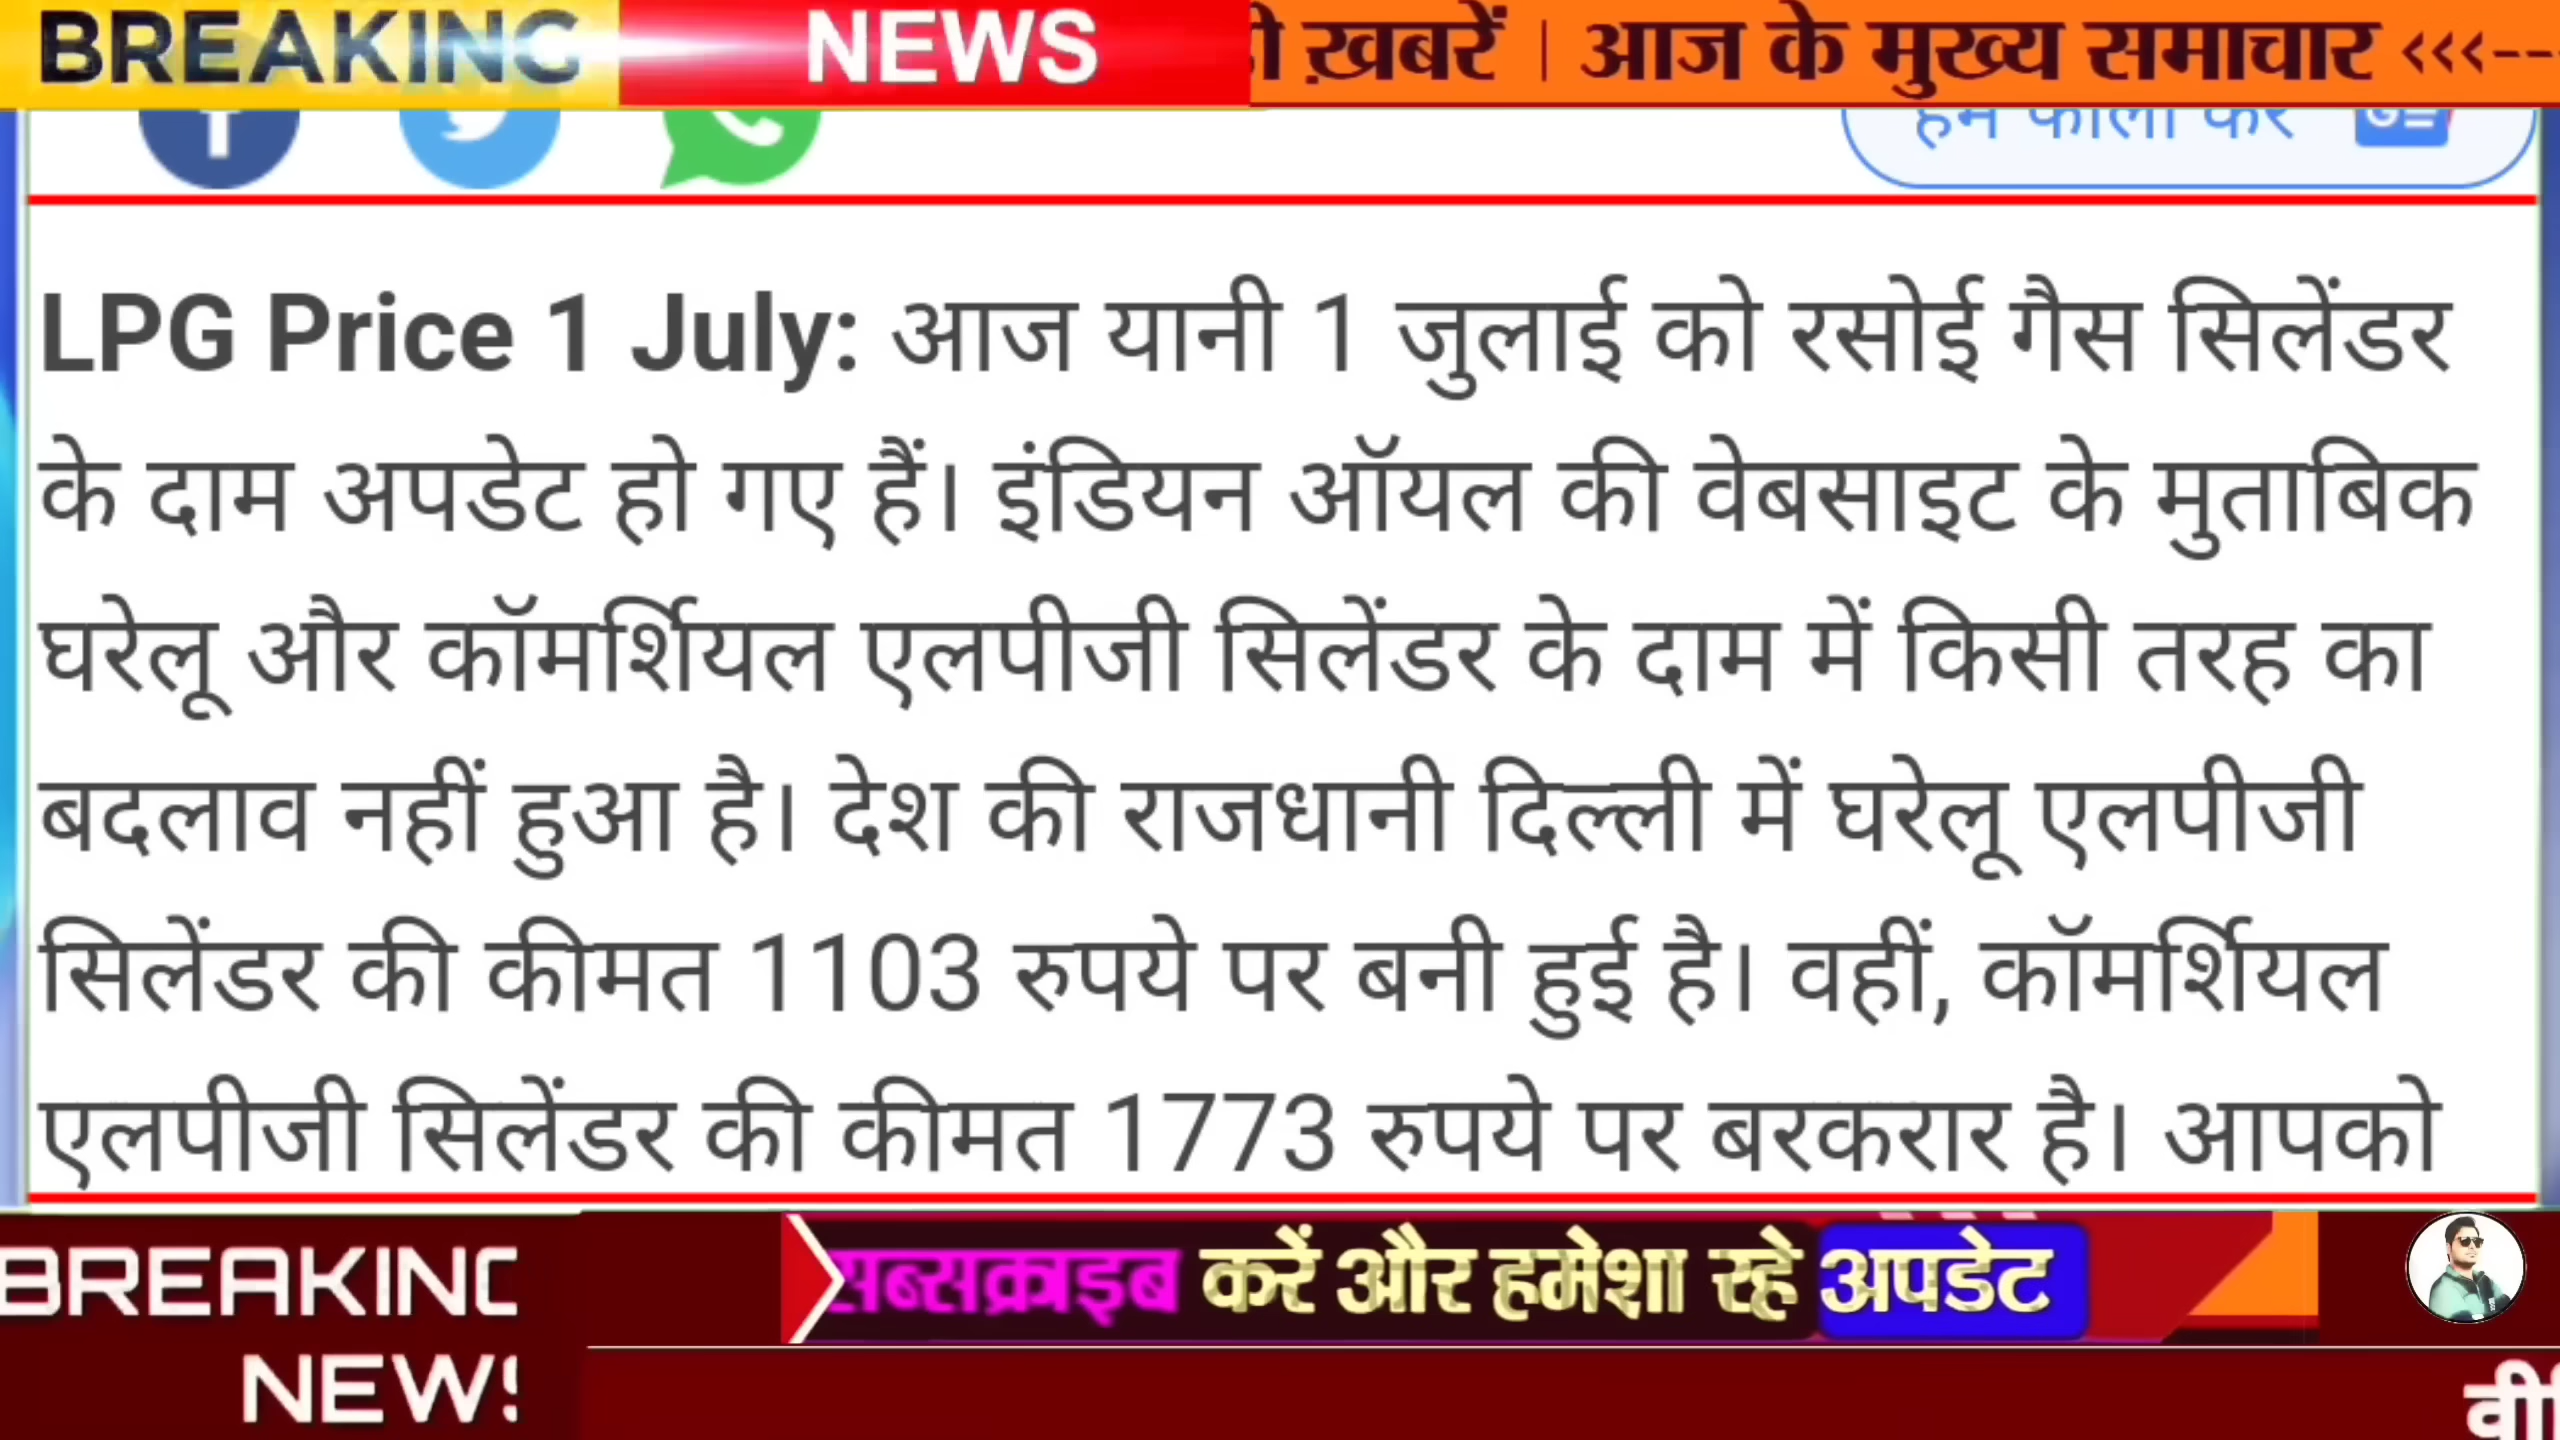 BREAKING NEWS
ख़बरें | आज के मुख्य समाचार <<<--
हमें फॉलो करें
LPG Price 1 July: आज यानी 1 जुलाई को रसोई गैस सिलेंडर
के दाम अपडेट हो गए हैं। इंडियन ऑयल की वेबसाइट के मुताबिक
घरेलू और कॉमर्शियल एलपीजी सिलेंडर के दाम में किसी तरह का
बदलाव नहीं हुआ है। देश की राजधानी दिल्ली में घरेलू एलपीजी
सिलेंडर की कीमत 1103 रुपये पर बनी हुई है। वहीं, कॉमर्शियल
एलपीजी सिलेंडर की कीमत 1773 रुपये पर बरकरार है। आपको
BREAKING
NEWS
सब्सक्राइब करें और हमेशा रहे अपडेट